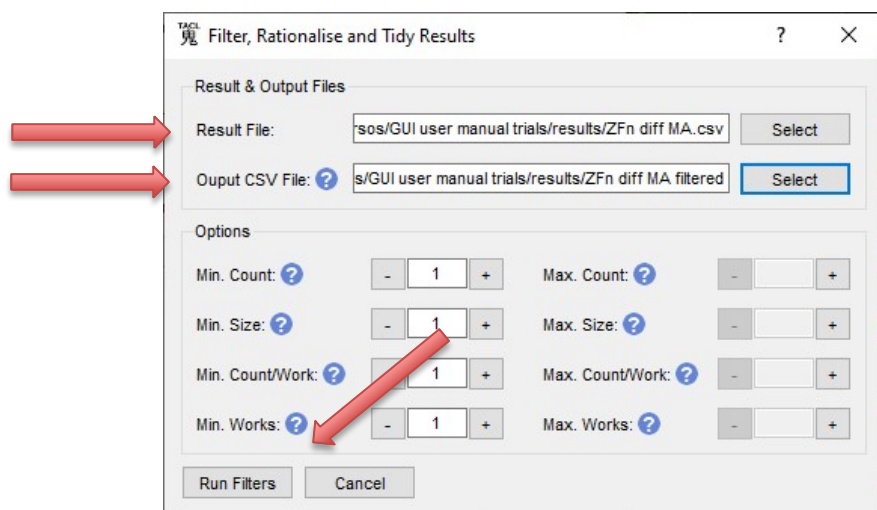 TACL 鬼 Filter, Rationalise and Tidy Results ? ×
Result & Output Files
Result File: rsos/GUI user manual trials/results/ZFn diff MA.csv Select
Ouput CSV File: ? s/GUI user manual trials/results/ZFn diff MA filtered Select
Options
Min. Count: ? - 1 + Max. Count: ? - +
Min. Size: ? - 1 + Max. Size: ? - +
Min. Count/Work: ? - 1 + Max. Count/Work: ? - +
Min. Works: ? - 1 + Max. Works: ? - +
Run Filters Cancel